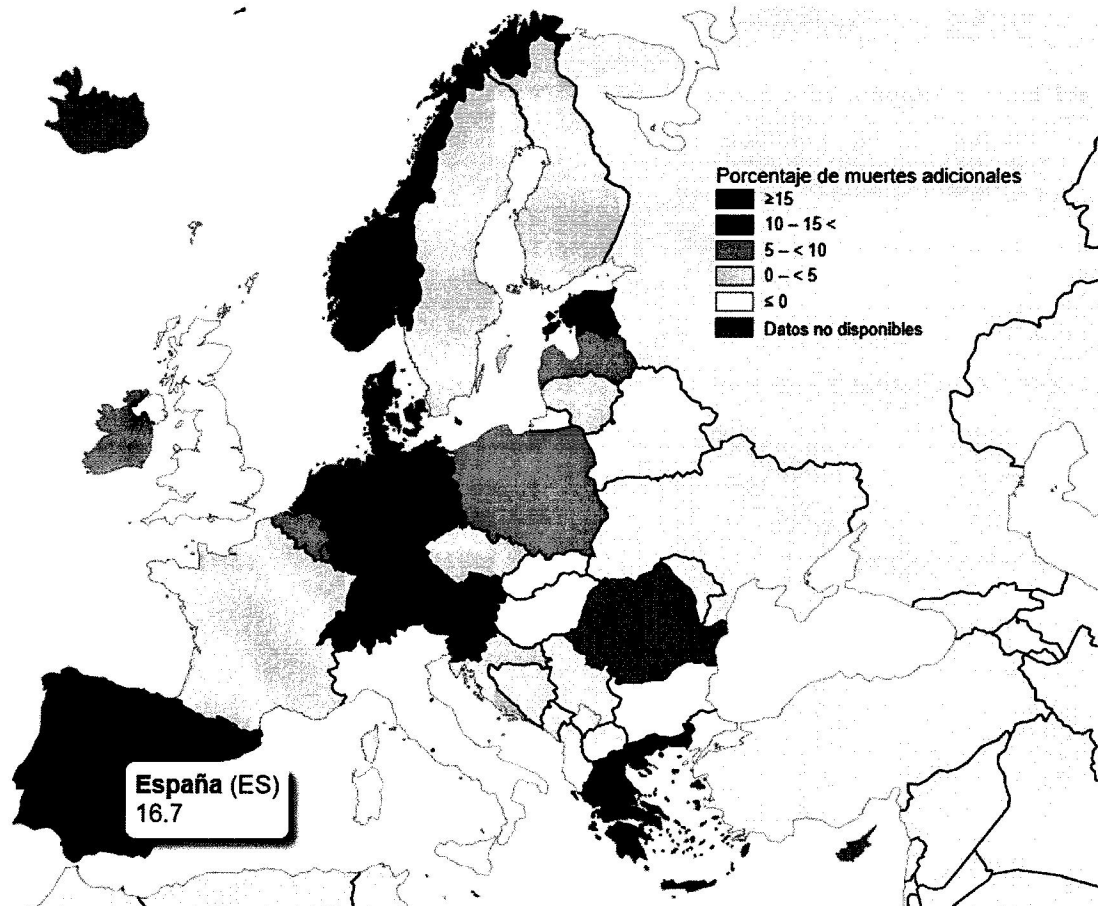 Porcentaje de muertes adicionales
≥15
10 – 15 <
5 – < 10
0 – < 5
≤ 0
Datos no disponibles
España (ES)
16.7